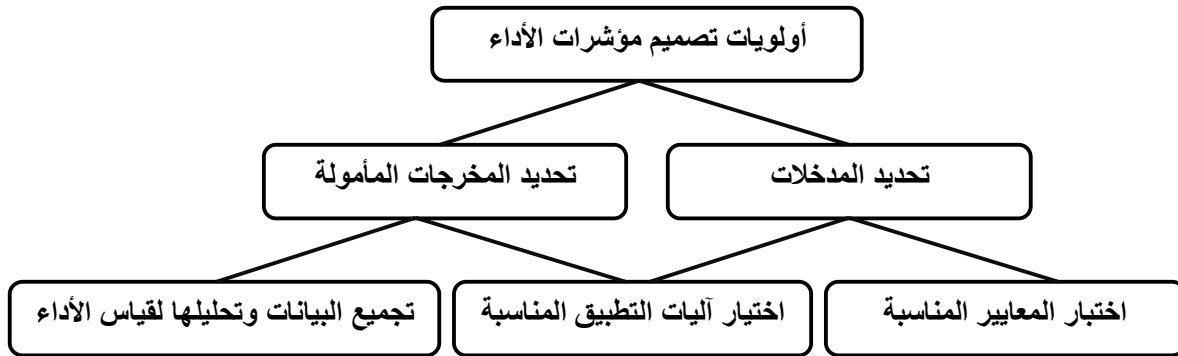 أولويات تصميم مؤشرات الأداء
تحديد المدخلات
تحديد المخرجات المأمولة
اختبار المعايير المناسبة
اختيار آليات التطبيق المناسبة
تجميع البيانات وتحليلها لقياس الأداء